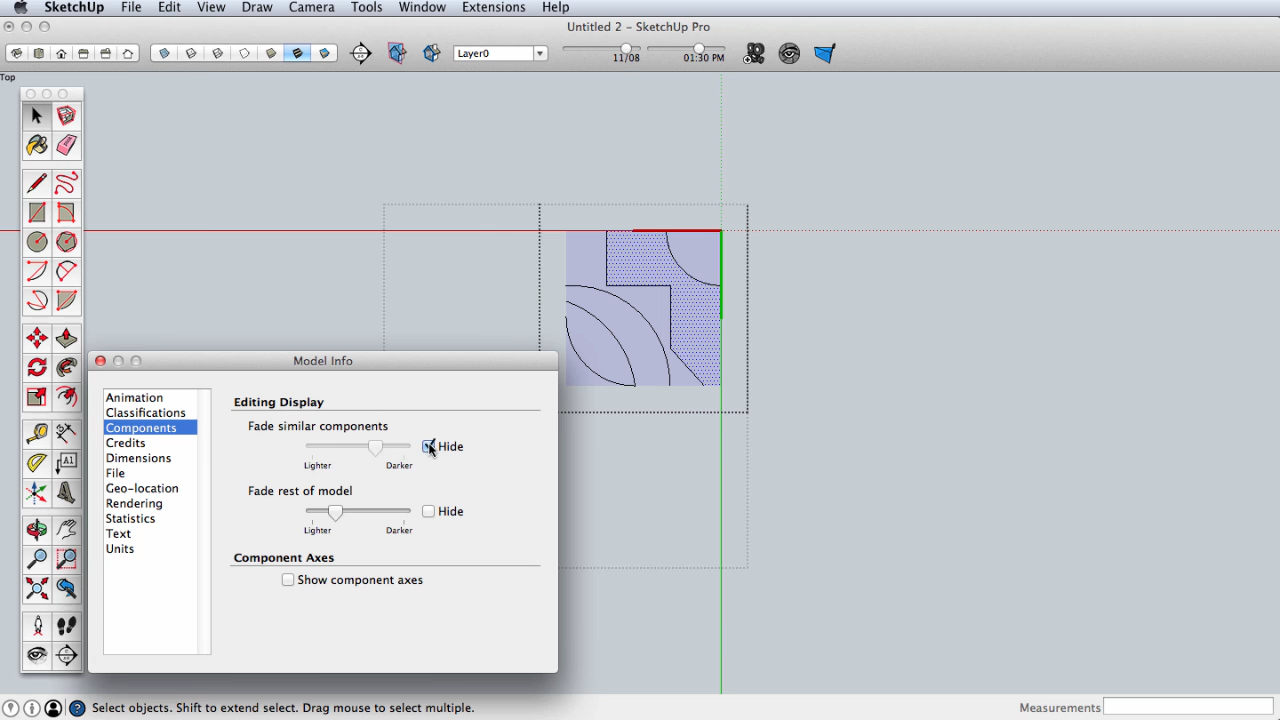 SketchUp File Edit View Draw Camera Tools Window Extensions Help
Untitled 2 - SketchUp Pro
Layer0
11/08 01:30 PM
Top
A1
Model Info
Animation
Classifications
Components
Credits
Dimensions
File
Geo-location
Rendering
Statistics
Text
Units
Editing Display
Fade similar components
Hide
Lighter Darker
Fade rest of model
Hide
Lighter Darker
Component Axes
Show component axes
Select objects. Shift to extend select. Drag mouse to select multiple.
Measurements